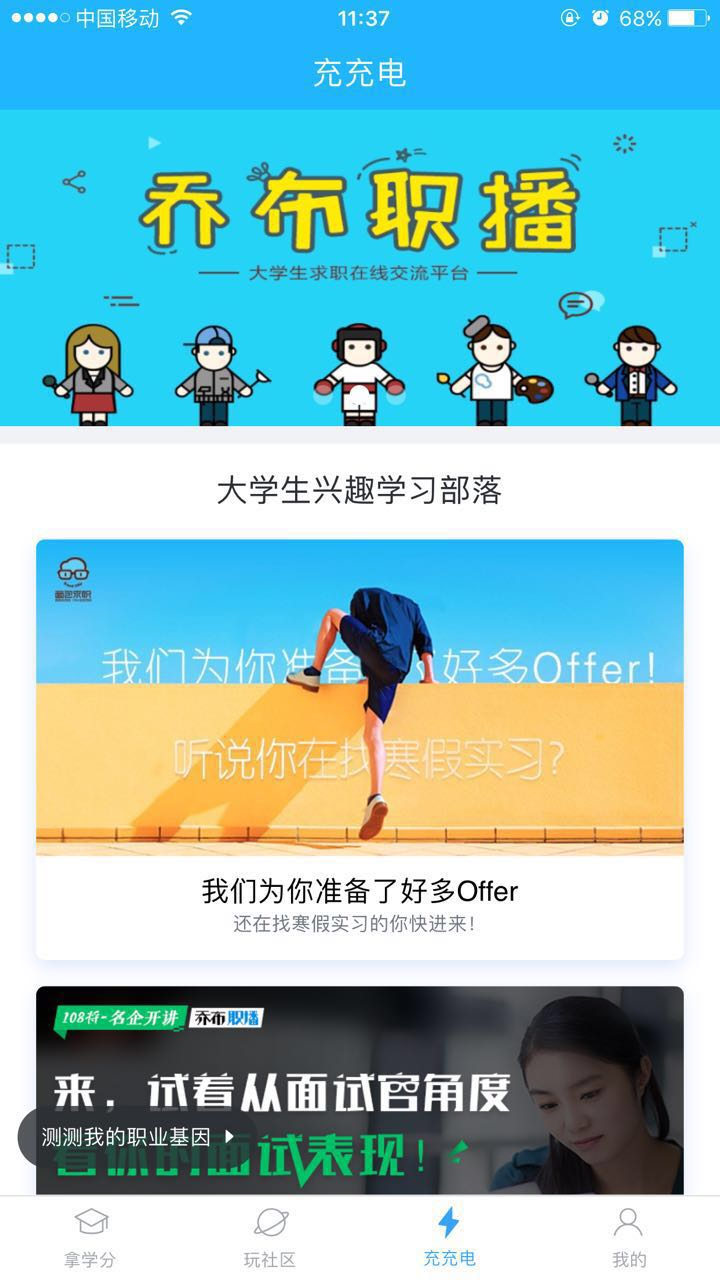 中国移动
11:37
68%
充充电
乔布职播
大学生求职在线交流平台
大学生兴趣学习部落
面包求职
我们为你准备 好多Offer!
听说你在找寒假实习?
我们为你准备了好多Offer
还在找寒假实习的你快进来!
108将-名企开讲
乔布职播
来，试着从面试官角度
测测我的职业基因
看你的面试表现!
拿学分
玩社区
充充电
我的